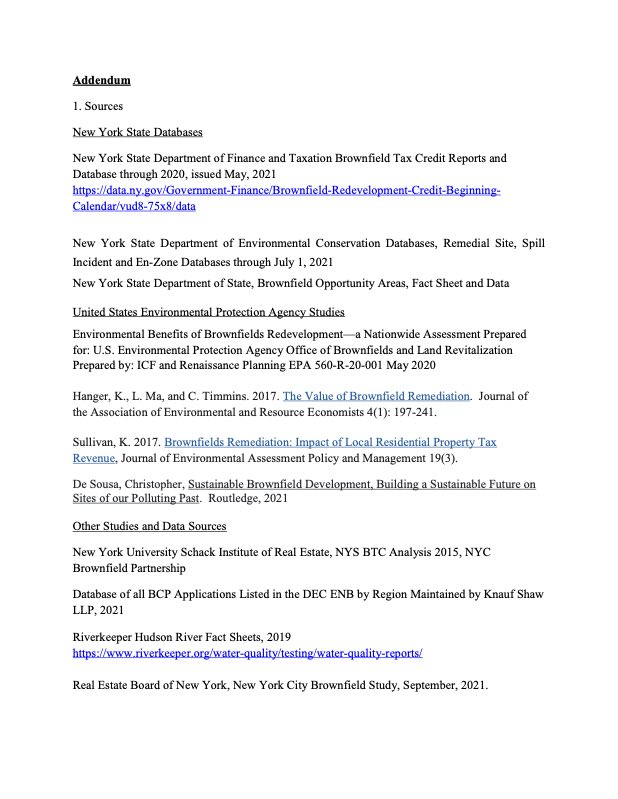 Addendum
1. Sources
New York State Databases
New York State Department of Finance and Taxation Brownfield Tax Credit Reports and
Database through 2020, issued May, 2021
https://data.ny.gov/Government-Finance/Brownfield-Redevelopment-Credit-Beginning-
Calendar/vud8-75x8/data
New York State Department of Environmental Conservation Databases, Remedial Site, Spill
Incident and En-Zone Databases through July 1, 2021
New York State Department of State, Brownfield Opportunity Areas, Fact Sheet and Data
United States Environmental Protection Agency Studies
Environmental Benefits of Brownfields Redevelopment—a Nationwide Assessment Prepared
for: U.S. Environmental Protection Agency Office of Brownfields and Land Revitalization
Prepared by: ICF and Renaissance Planning EPA 560-R-20-001 May 2020
Hanger, K., L. Ma, and C. Timmins. 2017. The Value of Brownfield Remediation. Journal of
the Association of Environmental and Resource Economists 4(1): 197-241.
Sullivan, K. 2017. Brownfields Remediation: Impact of Local Residential Property Tax
Revenue, Journal of Environmental Assessment Policy and Management 19(3).
De Sousa, Christopher, Sustainable Brownfield Development, Building a Sustainable Future on
Sites of our Polluting Past. Routledge, 2021
Other Studies and Data Sources
New York University Schack Institute of Real Estate, NYS BTC Analysis 2015, NYC
Brownfield Partnership
Database of all BCP Applications Listed in the DEC ENB by Region Maintained by Knauf Shaw
LLP, 2021
Riverkeeper Hudson River Fact Sheets, 2019
https://www.riverkeeper.org/water-quality/testing/water-quality-reports/
Real Estate Board of New York, New York City Brownfield Study, September, 2021.